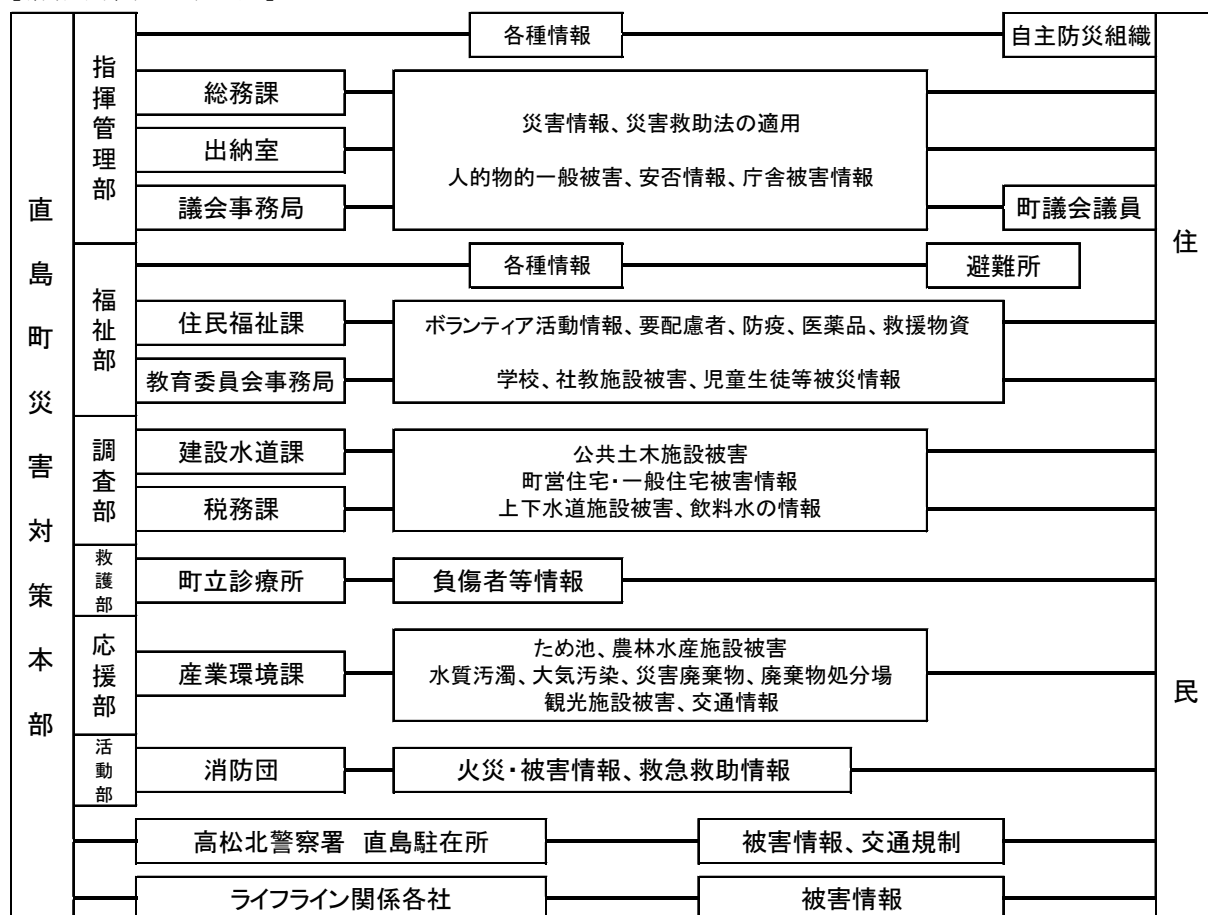 直島町災害対策本部
指揮管理部
各種情報
自主防災組織
総務課
出納室
議会事務局
災害情報、災害救助法の適用
人的物的一般被害、安否情報、庁舎被害情報
町議会議員
福祉部
各種情報
避難所
住民福祉課
教育委員会事務局
ボランティア活動情報、要配慮者、防疫、医薬品、救援物資
学校、社教施設被害、児童生徒等被災情報
調査部
建設水道課
税務課
公共土木施設被害
町営住宅・一般住宅被害情報
上下水道施設被害、飲料水の情報
救護部
町立診療所
負傷者等情報
応援部
産業環境課
ため池、農林水産施設被害
水質汚濁、大気汚染、災害廃棄物、廃棄物処分場
観光施設被害、交通情報
活動部
消防団
火災・被害情報、救急救助情報
高松北警察署 直島駐在所
被害情報、交通規制
ライフライン関係各社
被害情報
住民